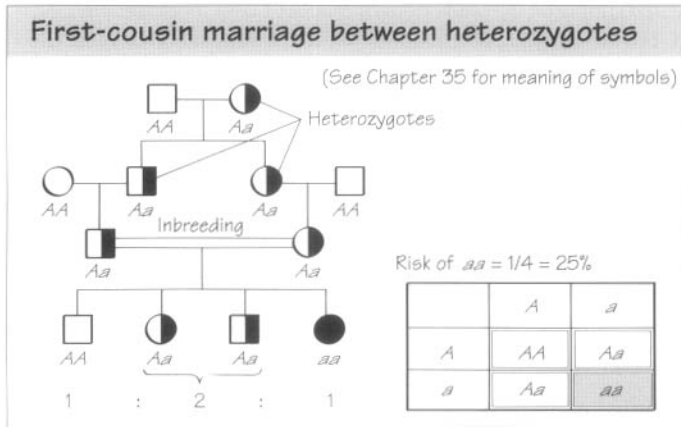 First-cousin marriage between heterozygotes
(See Chapter 35 for meaning of symbols)
AA Aa
Heterozygotes
AA Aa Aa AA
Inbreeding
Aa Aa
AA Aa Aa aa
1 : 2 : 1
Risk of aa = 1/4 = 25%
A a
A AA Aa
a Aa aa